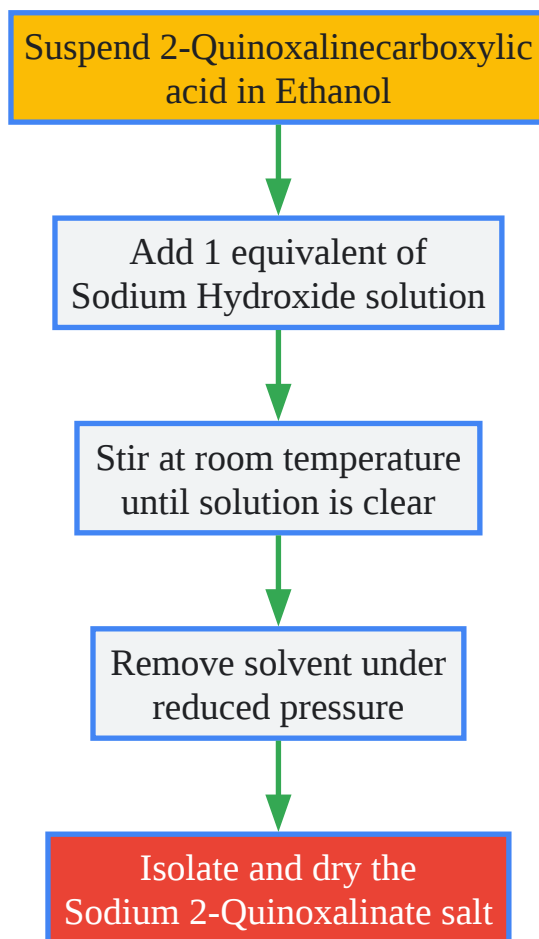 Suspend 2-Quinoxalinecarboxylic
acid in Ethanol
Add 1 equivalent of
Sodium Hydroxide solution
Stir at room temperature
until solution is clear
Remove solvent under
reduced pressure
Isolate and dry the
Sodium 2-Quinoxalinate salt